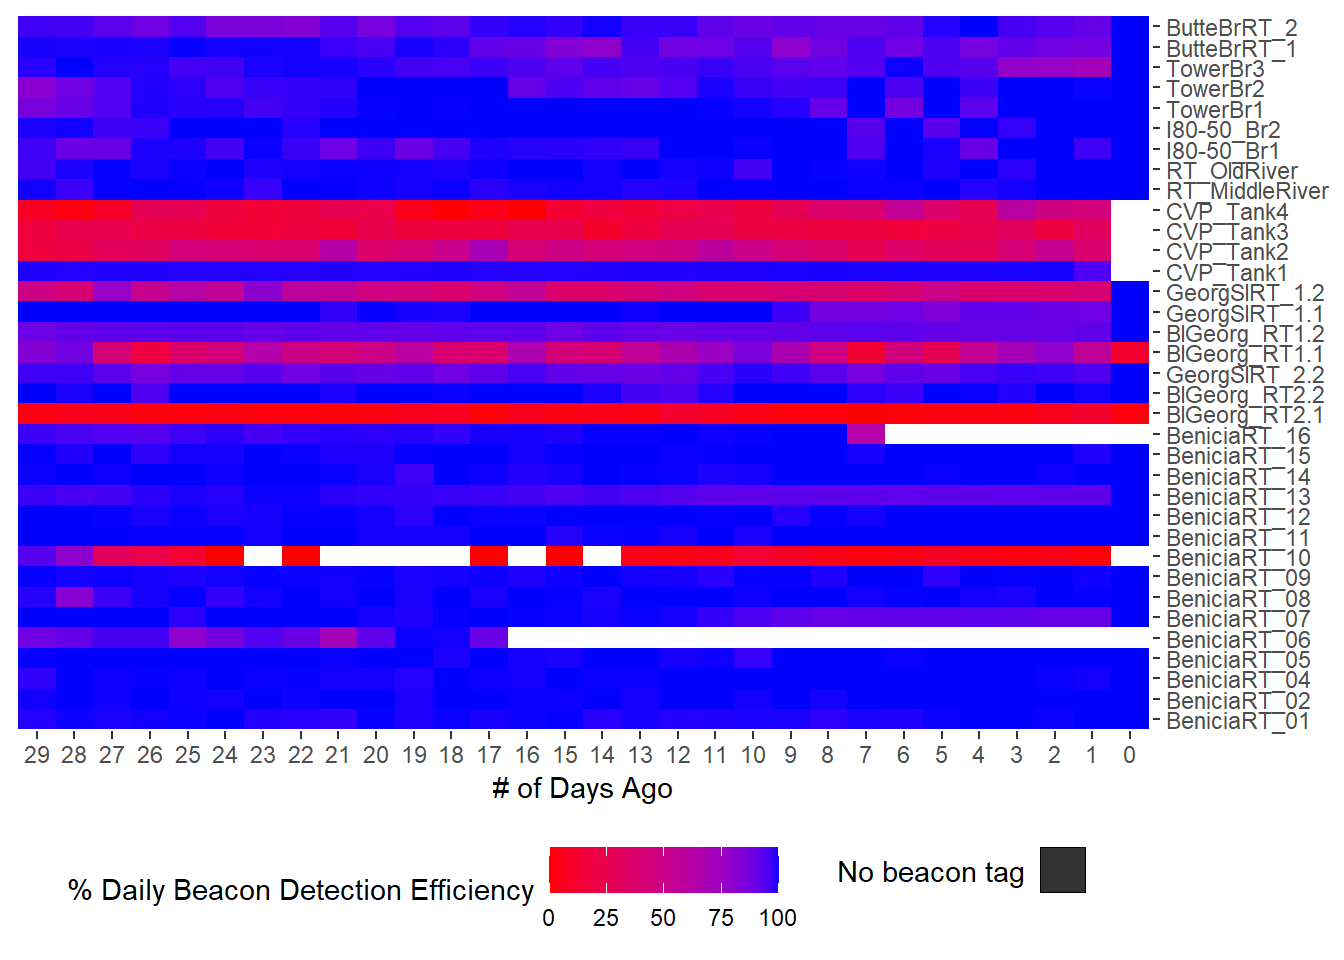 ButteBrRT_2
ButteBrRT_1
TowerBr3
TowerBr2
TowerBr1
I80-50_Br2
I80-50_Br1
RT_OldRiver
RT_MiddleRiver
CVP_Tank4
CVP_Tank3
CVP_Tank2
CVP_Tank1
GeorgSlRT_1.2
GeorgSlRT_1.1
BlGeorg_RT1.2
BlGeorg_RT1.1
GeorgSlRT_2.2
BlGeorg_RT2.2
BlGeorg_RT2.1
BeniciaRT_16
BeniciaRT_15
BeniciaRT_14
BeniciaRT_13
BeniciaRT_12
BeniciaRT_11
BeniciaRT_10
BeniciaRT_09
BeniciaRT_08
BeniciaRT_07
BeniciaRT_06
BeniciaRT_05
BeniciaRT_04
BeniciaRT_02
BeniciaRT_01
29 28 27 26 25 24 23 22 21 20 19 18 17 16 15 14 13 12 11 10 9 8 7 6 5 4 3 2 1 0
# of Days Ago
% Daily Beacon Detection Efficiency
0 25 50 75 100
No beacon tag